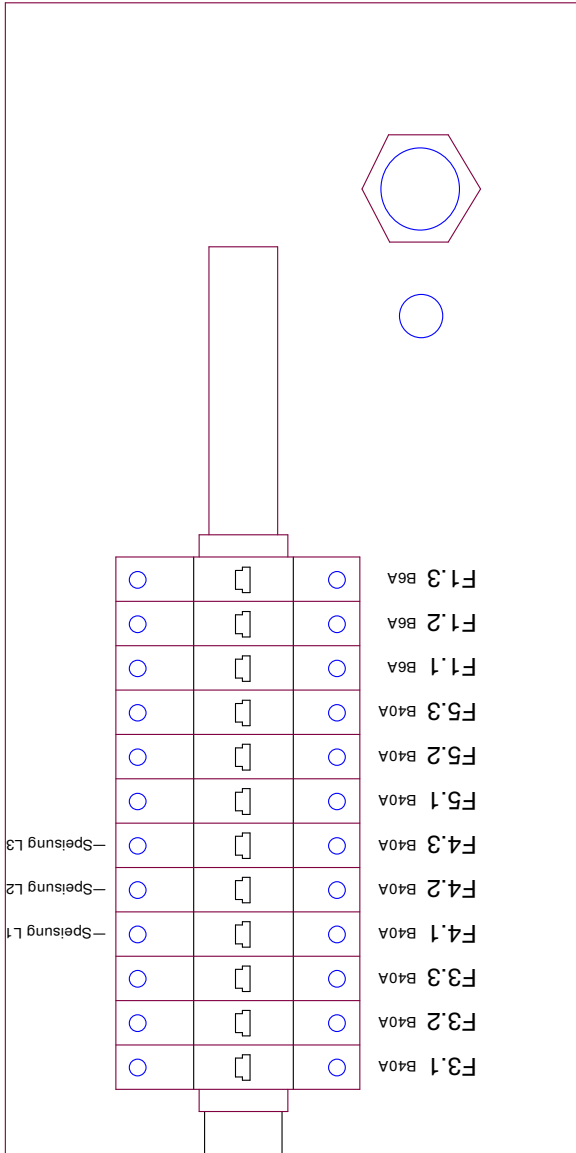 F3.1 B40A
F3.2 B40A
F3.3 B40A
F4.1 B40A —Speisung L1
F4.2 B40A —Speisung L2
F4.3 B40A —Speisung L3
F5.1 B40A
F5.2 B40A
F5.3 B40A
F1.1 B6A
F1.2 B6A
F1.3 B6A